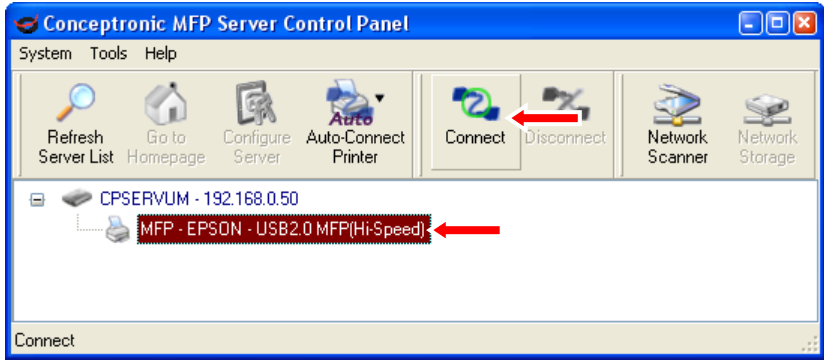 Conceptronic MFP Server Control Panel
System Tools Help
Refresh Server List
Go to Homepage
Configure Server
Auto
Auto-Connect Printer
Connect
Disconnect
Network Scanner
Network Storage
CPSERVUM - 192.168.0.50
MFP - EPSON - USB2.0 MFP(Hi-Speed)
Connect